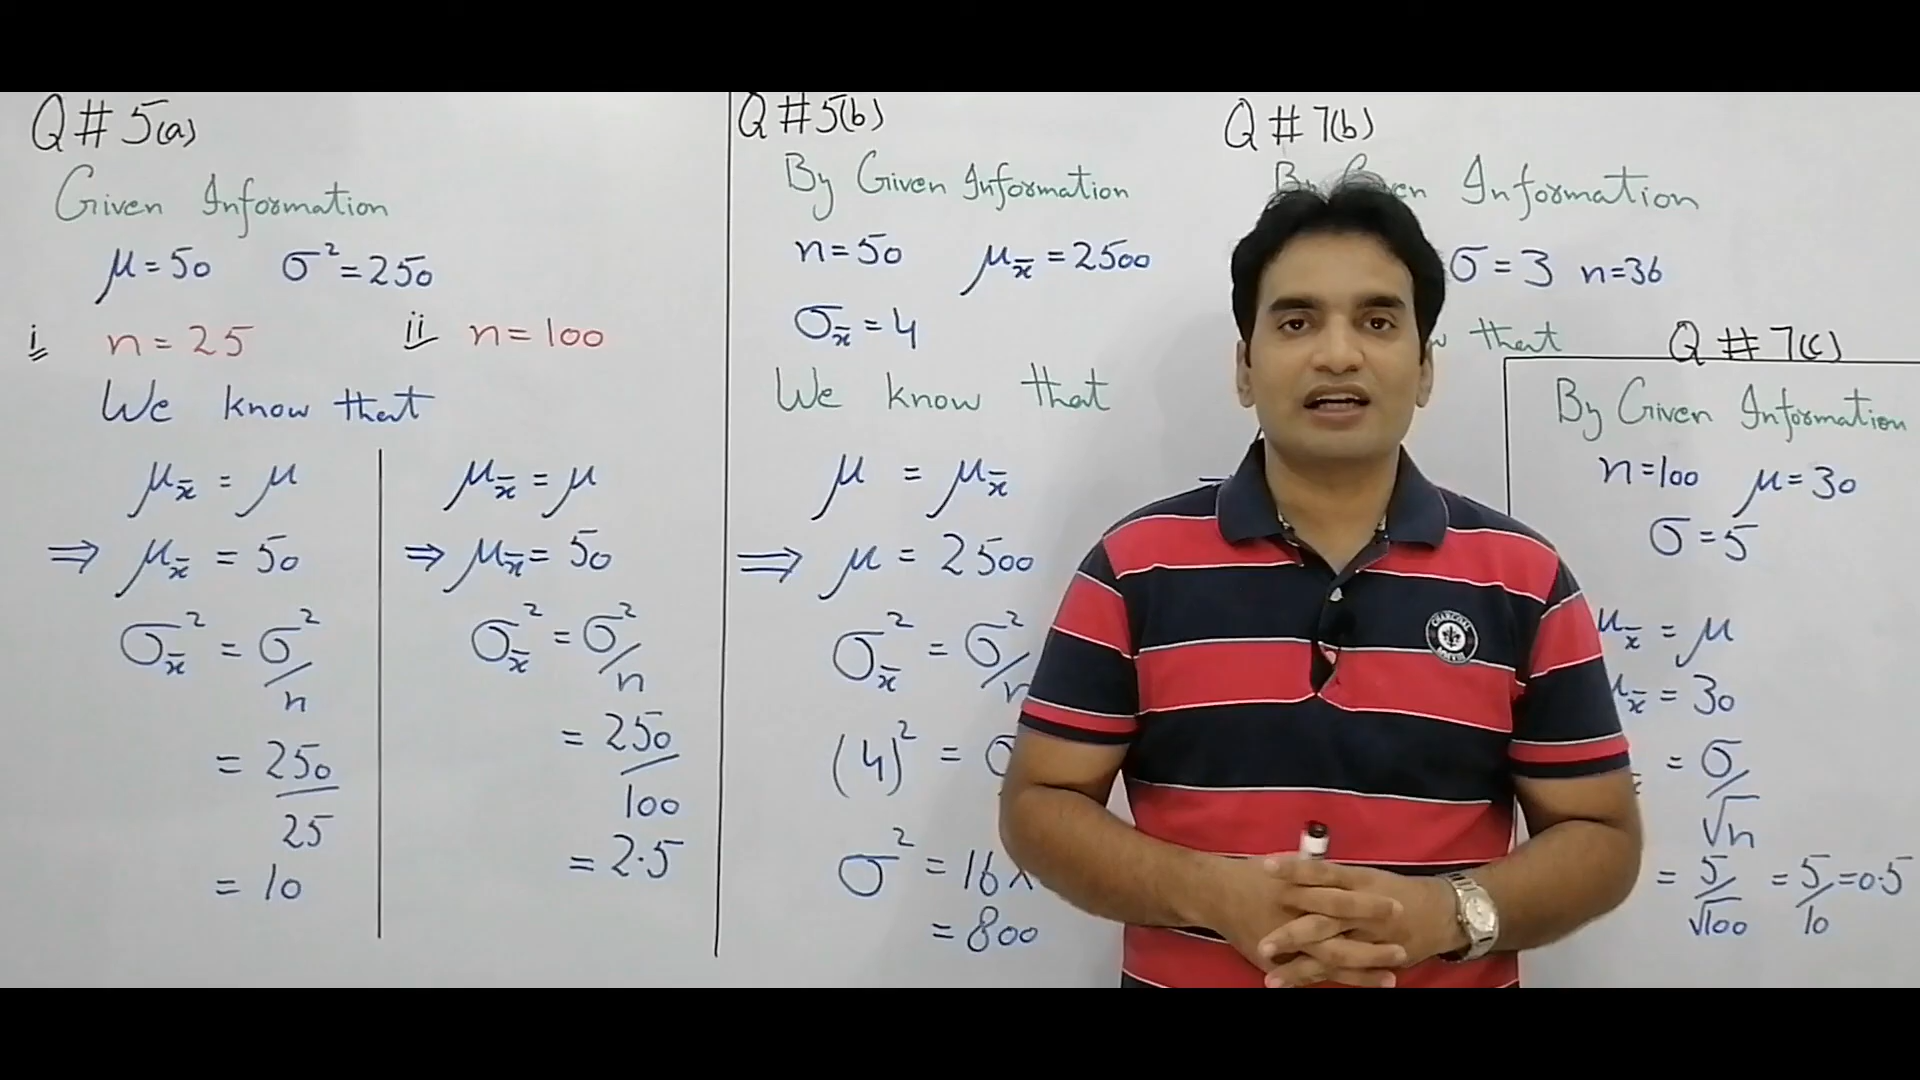 Q # 5(a)
Given Information
μ = 50 σ² = 250
i n = 25 ii n = 100
We know that
μx̄ = μ
⇒ μx̄ = 50
σx̄² = σ²/n
= 250/25
= 10
μx̄ = μ
⇒ μx̄ = 50
σx̄² = σ²/n
= 250/100
= 2.5
Q # 5(b)
By Given Information
n = 50 μx̄ = 2500
σx̄ = 4
We know that
μ = μx̄
⇒ μ = 2500
σx̄² = σ²/n
(4)² =
σ² = 16×
= 800
Q # 7(b)
By Given Information
σ = 3 n = 36
that
Q # 7(c)
By Given Information
n = 100 μ = 30
σ = 5
μx̄ = μ
μx̄ = 30
= σ/√n
= 5/√100 = 5/10 = 0.5
CHARCOAL